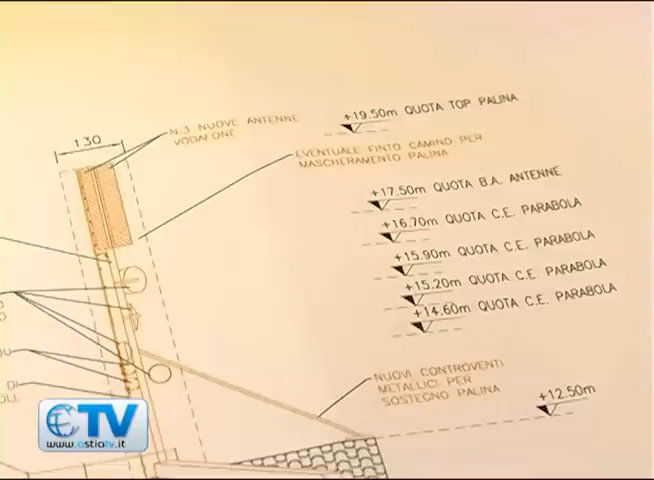 130
N.3 NUOVE ANTENNE
VODAFONE
+19.50m QUOTA TOP PALINA
EVENTUALE FINTO CAMINO PER
MASCHERAMENTO PALINA
+17.50m QUOTA B.A. ANTENNE
+16.70m QUOTA C.E. PARABOLA
+15.90m QUOTA C.E. PARABOLA
+15.20m QUOTA C.E. PARABOLA
+14.60m QUOTA C.E. PARABOLA
NUOVI CONTROVENTI
METALLICI PER
SOSTEGNO PALINA
+12.50m
DI
TV
www.ostiatv.it